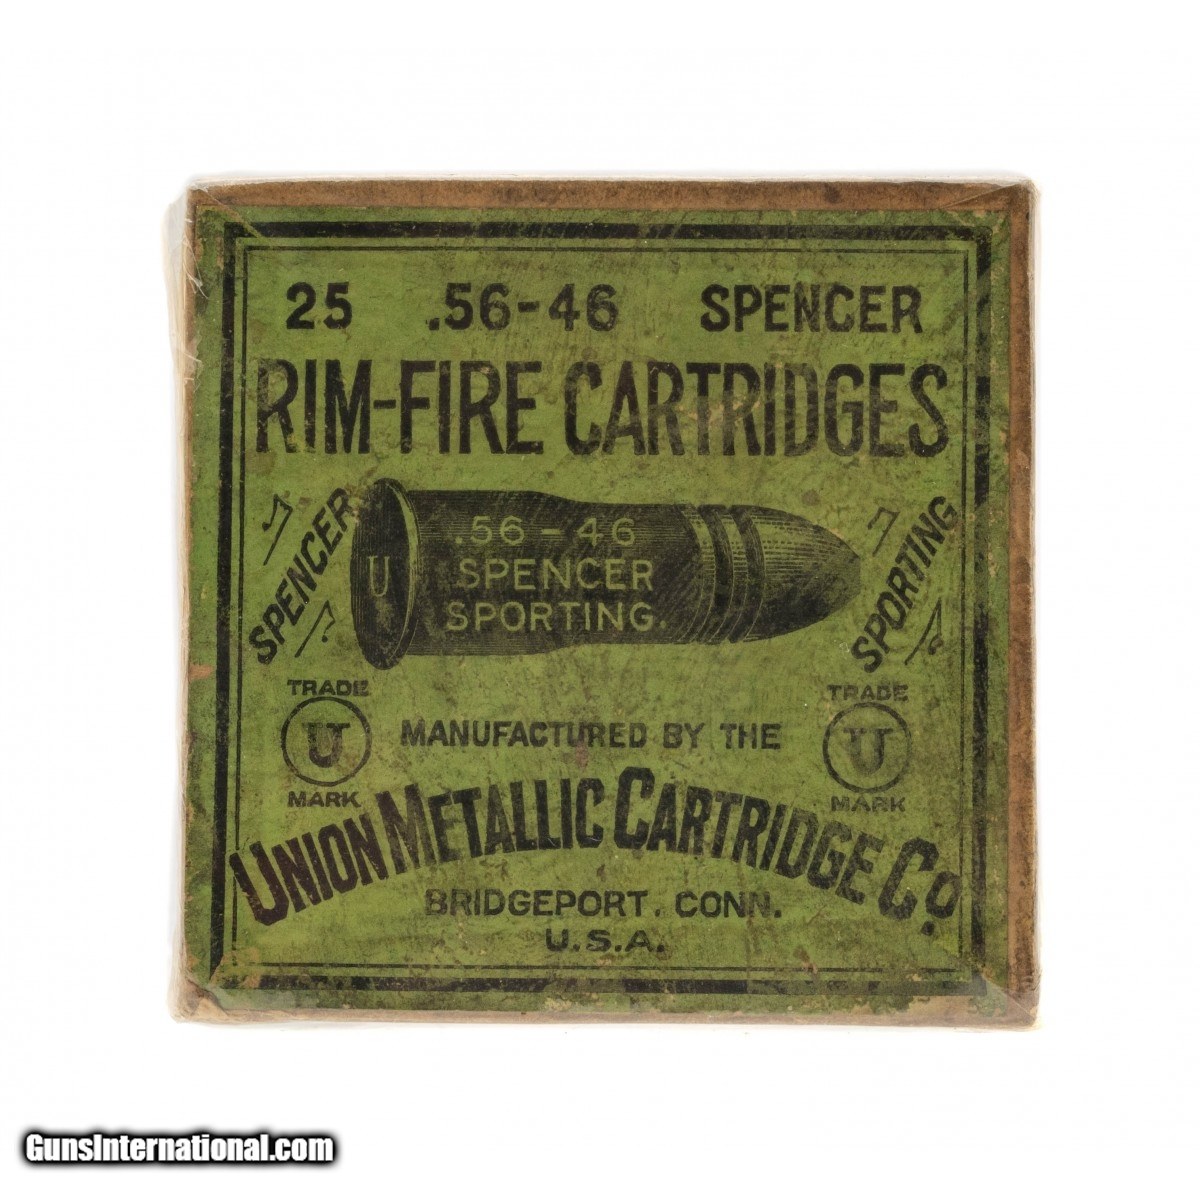 25 .56-46 SPENCER
RIM-FIRE CARTRIDGES
SPENCER
U
.56-46
SPENCER
SPORTING.
SPORTING
TRADE
U
MARK
TRADE
U
MARK
MANUFACTURED BY THE
UNION METALLIC CARTRIDGE CO.
BRIDGEPORT. CONN.
U.S.A.
GunsInternational.com